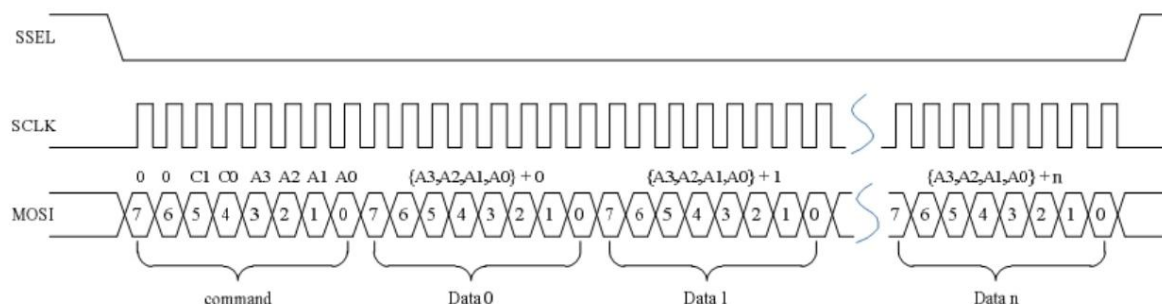 SSEL
SCLK
0 0 C1 C0 A3 A2 A1 A0 {A3,A2,A1,A0} + 0 {A3,A2,A1,A0} + 1 {A3,A2,A1,A0} + n
MOSI 7 6 5 4 3 2 1 0 7 6 5 4 3 2 1 0 7 6 5 4 3 2 1 0 7 6 5 4 3 2 1 0
command Data 0 Data 1 Data n